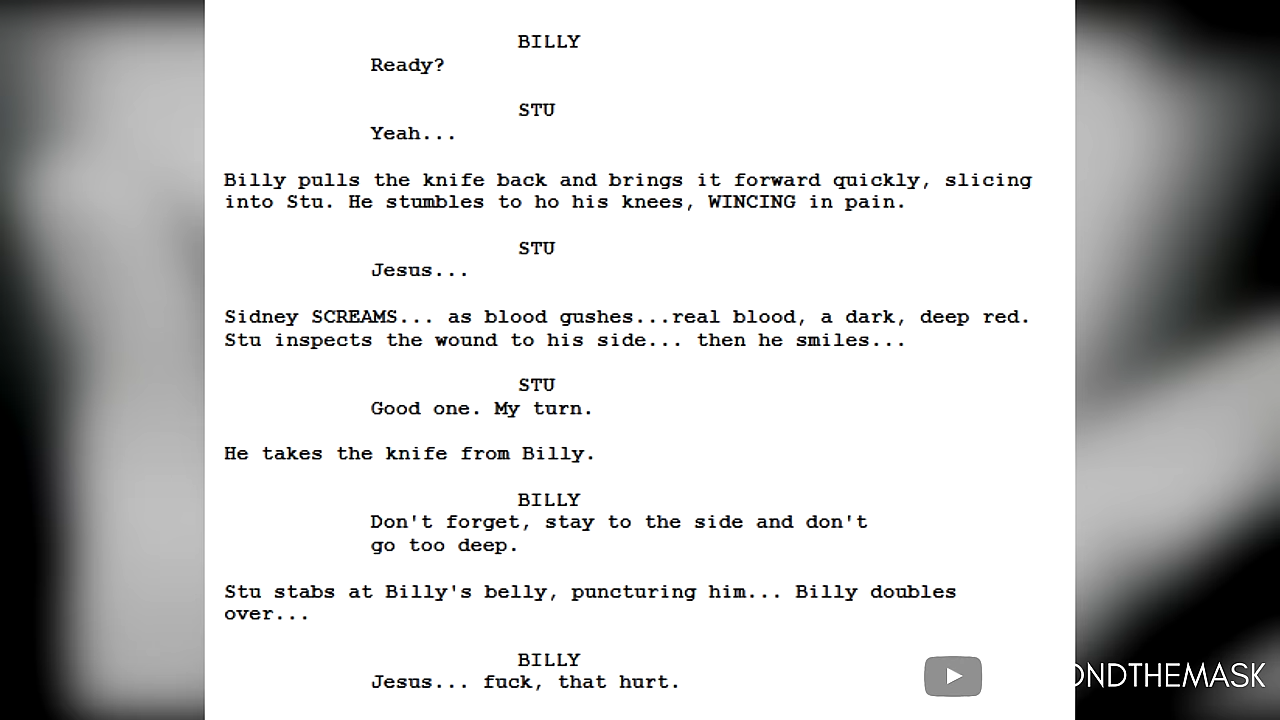 BILLY
Ready?
STU
Yeah...
Billy pulls the knife back and brings it forward quickly, slicing
into Stu. He stumbles to ho his knees, WINCING in pain.
STU
Jesus...
Sidney SCREAMS... as blood gushes...real blood, a dark, deep red.
Stu inspects the wound to his side... then he smiles...
STU
Good one. My turn.
He takes the knife from Billy.
BILLY
Don't forget, stay to the side and don't
go too deep.
Stu stabs at Billy's belly, puncturing him... Billy doubles
over...
BILLY
Jesus... fuck, that hurt.
ONDTHEMASK